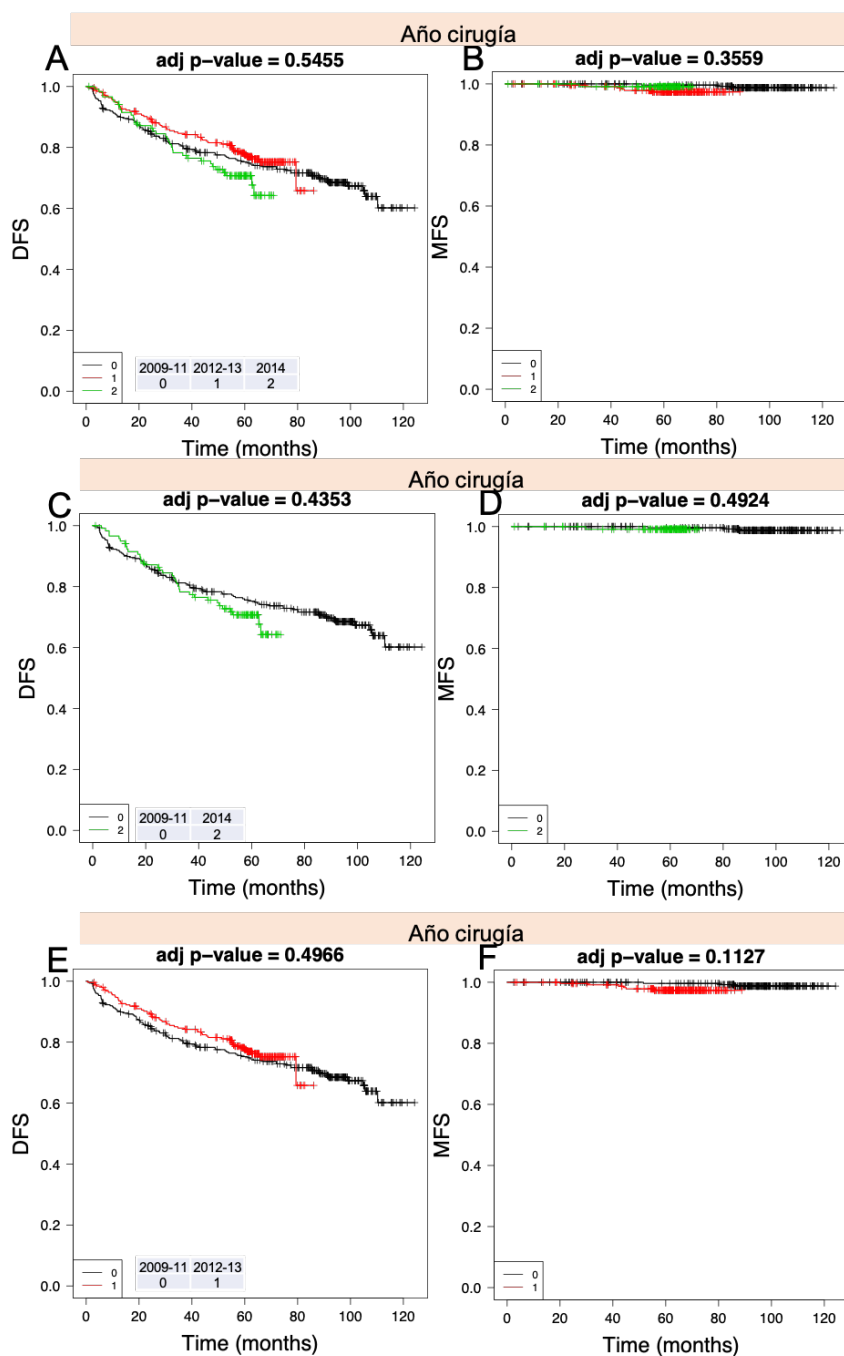 Año cirugía
A
adj p-value = 0.5455
DFS
1.0
0.8
0.6
0.4
0.2
0.0
0
1
2
2009-11 2012-13 2014
0 1 2
0 20 40 60 80 100 120
Time (months)
B
adj p-value = 0.3559
MFS
1.0
0.8
0.6
0.4
0.2
0.0
0
1
2
0 20 40 60 80 100 120
Time (months)
Año cirugía
C
adj p-value = 0.4353
DFS
1.0
0.8
0.6
0.4
0.2
0.0
0
2
2009-11 2014
0 2
0 20 40 60 80 100 120
Time (months)
D
adj p-value = 0.4924
MFS
1.0
0.8
0.6
0.4
0.2
0.0
0
2
0 20 40 60 80 100 120
Time (months)
Año cirugía
E
adj p-value = 0.4966
DFS
1.0
0.8
0.6
0.4
0.2
0.0
0
1
2009-11 2012-13
0 1
0 20 40 60 80 100 120
Time (months)
F
adj p-value = 0.1127
MFS
1.0
0.8
0.6
0.4
0.2
0.0
0
1
0 20 40 60 80 100 120
Time (months)